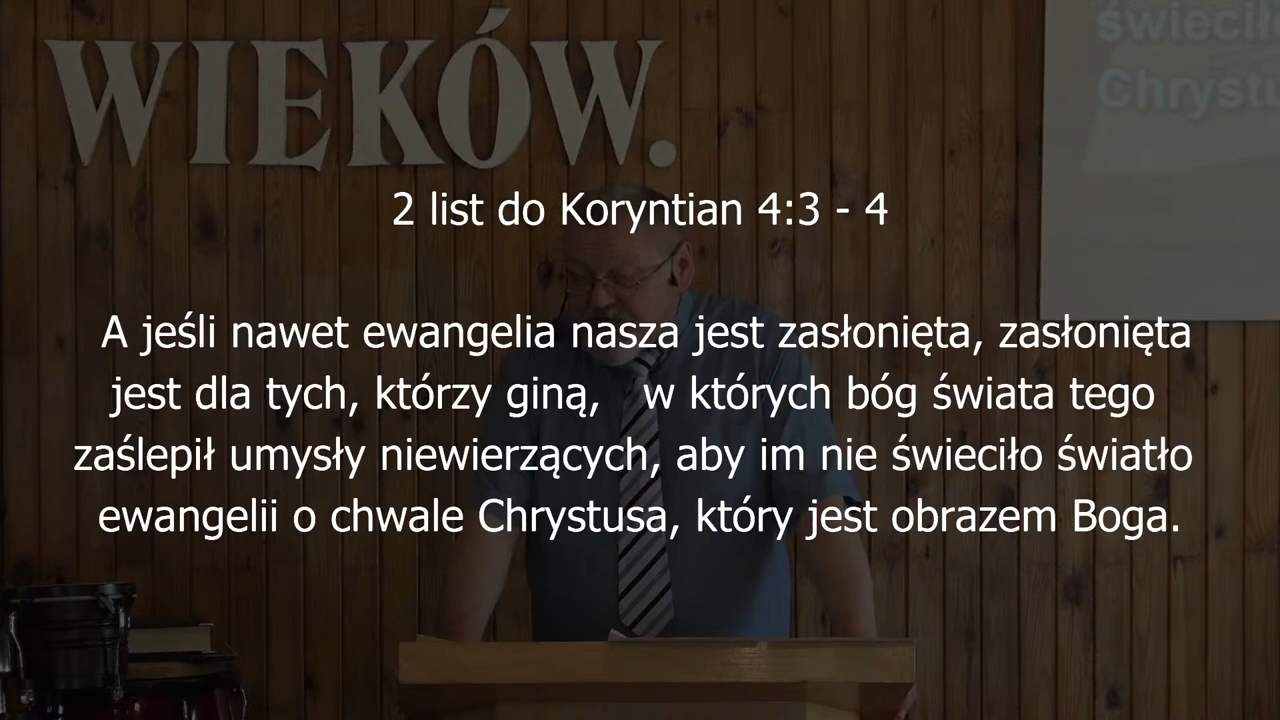 WIEKÓW.
świeciło
Chrystu
2 list do Koryntian 4:3 - 4
A jeśli nawet ewangelia nasza jest zasłonięta, zasłonięta
jest dla tych, którzy giną, w których bóg świata tego
zaślepił umysły niewierzących, aby im nie świeciło światło
ewangelii o chwale Chrystusa, który jest obrazem Boga.